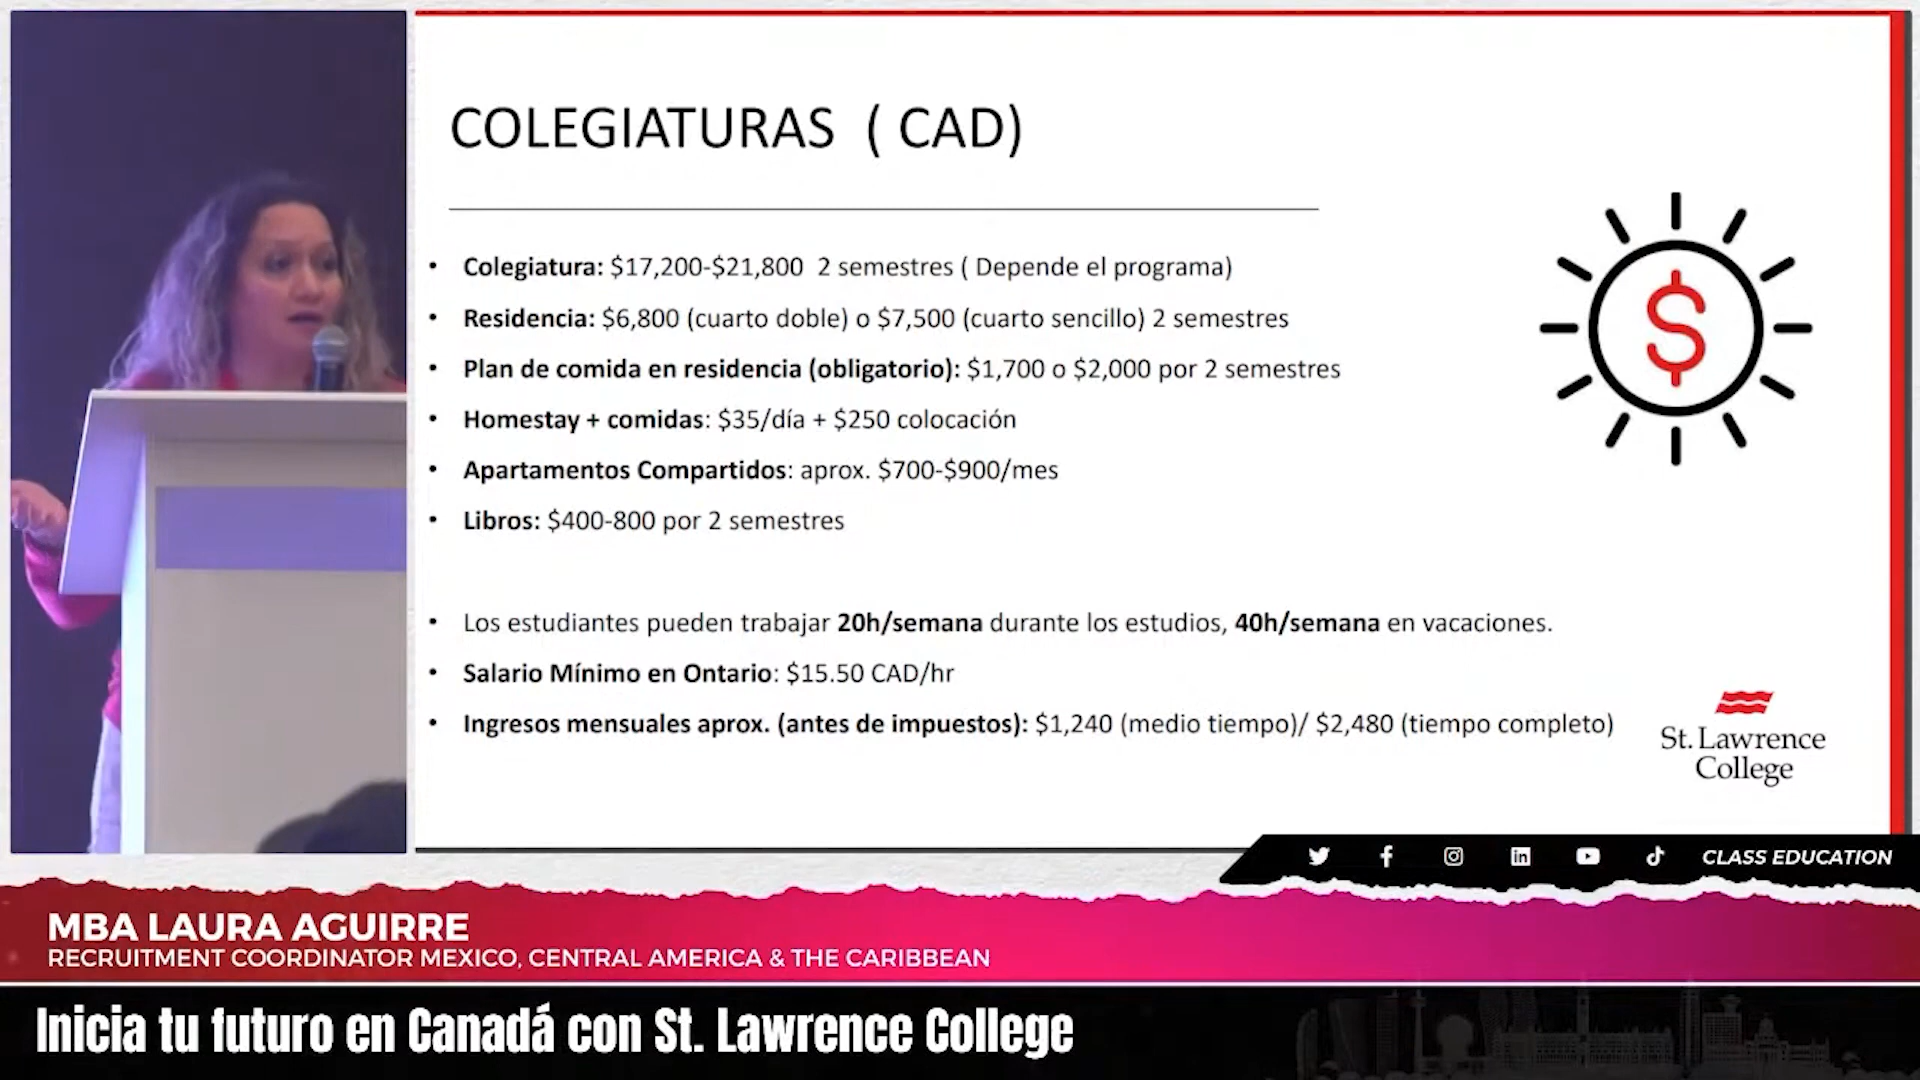 COLEGIATURAS ( CAD)
• Colegiatura: $17,200-$21,800 2 semestres ( Depende el programa)
• Residencia: $6,800 (cuarto doble) o $7,500 (cuarto sencillo) 2 semestres
• Plan de comida en residencia (obligatorio): $1,700 o $2,000 por 2 semestres
• Homestay + comidas: $35/día + $250 colocación
• Apartamentos Compartidos: aprox. $700-$900/mes
• Libros: $400-800 por 2 semestres
• Los estudiantes pueden trabajar 20h/semana durante los estudios, 40h/semana en vacaciones.
• Salario Mínimo en Ontario: $15.50 CAD/hr
• Ingresos mensuales aprox. (antes de impuestos): $1,240 (medio tiempo)/ $2,480 (tiempo completo)
$
St. Lawrence
College
CLASS EDUCATION
MBA LAURA AGUIRRE
RECRUITMENT COORDINATOR MEXICO, CENTRAL AMERICA & THE CARIBBEAN
Inicia tu futuro en Canadá con St. Lawrence College